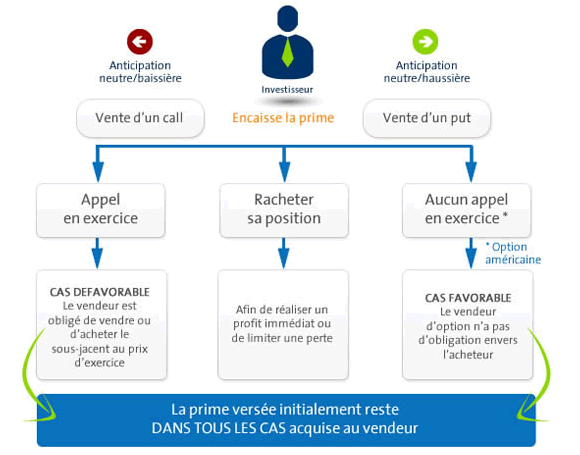 Anticipation
neutre/baissière
Investisseur
Anticipation
neutre/haussière
Vente d'un call
Encaisse la prime
Vente d'un put
Appel
en exercice
Racheter
sa position
Aucun appel
en exercice *
* Option
américaine
CAS DEFAVORABLE
Le vendeur est
obligé de vendre ou
d'acheter le
sous-jacent au prix
d'exercice
Afin de réaliser un
profit immédiat ou
de limiter une perte
CAS FAVORABLE
Le vendeur
d'option n'a pas
d'obligation envers
l'acheteur
La prime versée initialement reste
DANS TOUS LES CAS acquise au vendeur